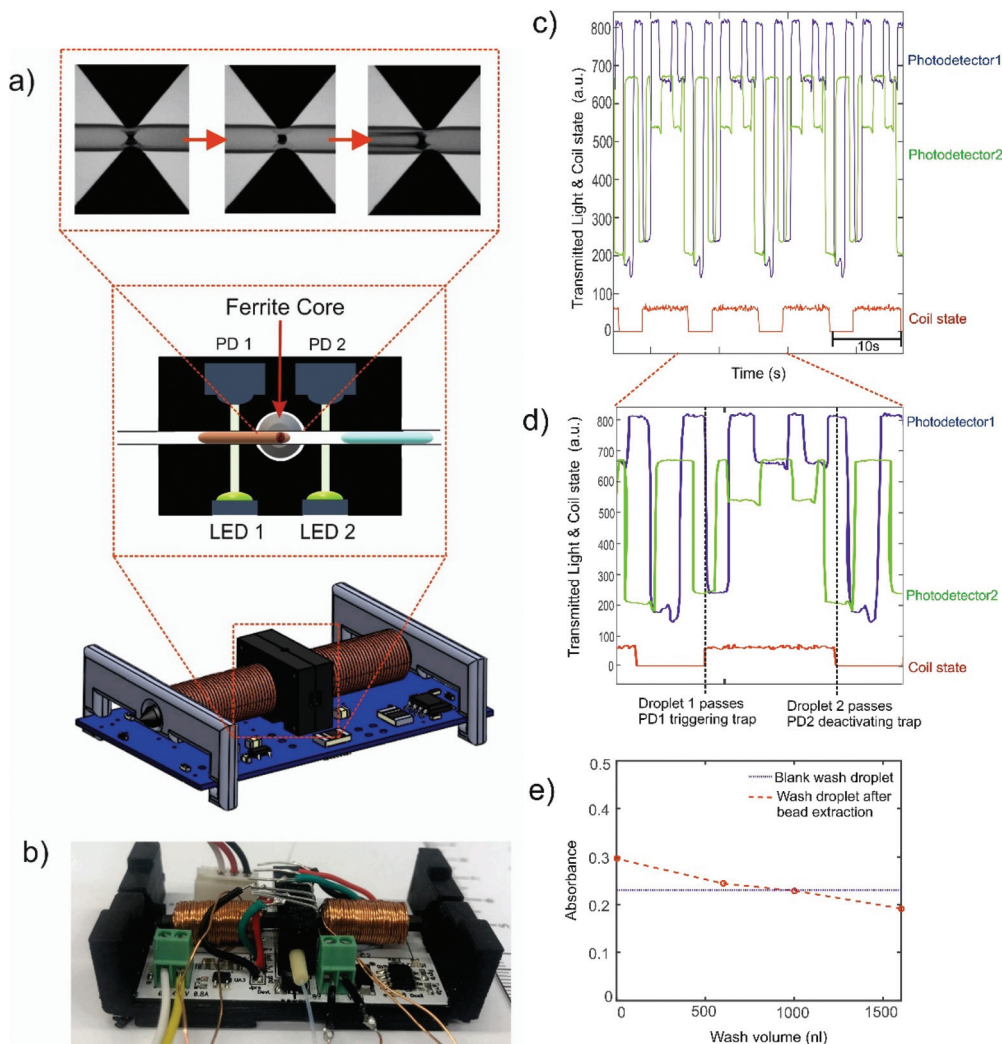 a)
Ferrite Core
PD 1 PD 2
LED 1 LED 2
b)
c)
Transmitted Light & Coil state (a.u.)
800
700
600
500
400
300
200
100
0
Photodetector1
Photodetector2
Coil state
10s
Time (s)
d)
Transmitted Light & Coil state (a.u.)
800
700
600
500
400
300
200
100
0
Photodetector1
Photodetector2
Coil state
Droplet 1 passes
PD1 triggering trap
Droplet 2 passes
PD2 deactivating trap
e)
Absorbance
0.5
0.4
0.3
0.2
0.1
0
Blank wash droplet
Wash droplet after
bead extraction
0 500 1000 1500
Wash volume (nl)